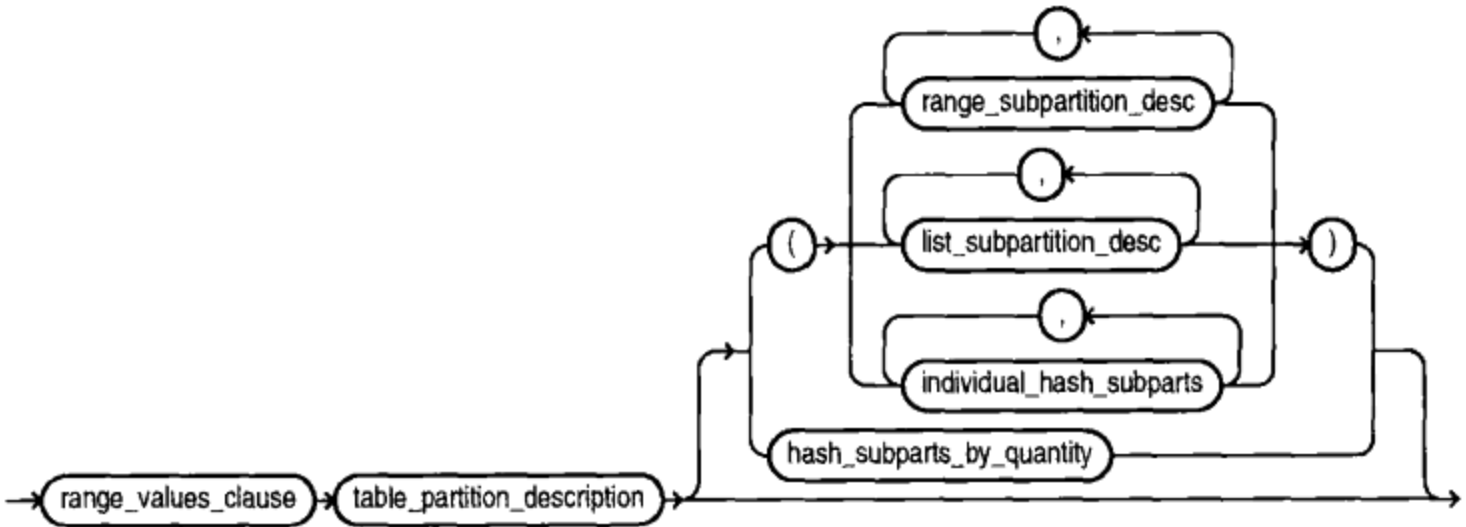 ,
range_subpartition_desc
,
( list_subpartition_desc )
,
individual_hash_subparts
hash_subparts_by_quantity
range_values_clause table_partition_description